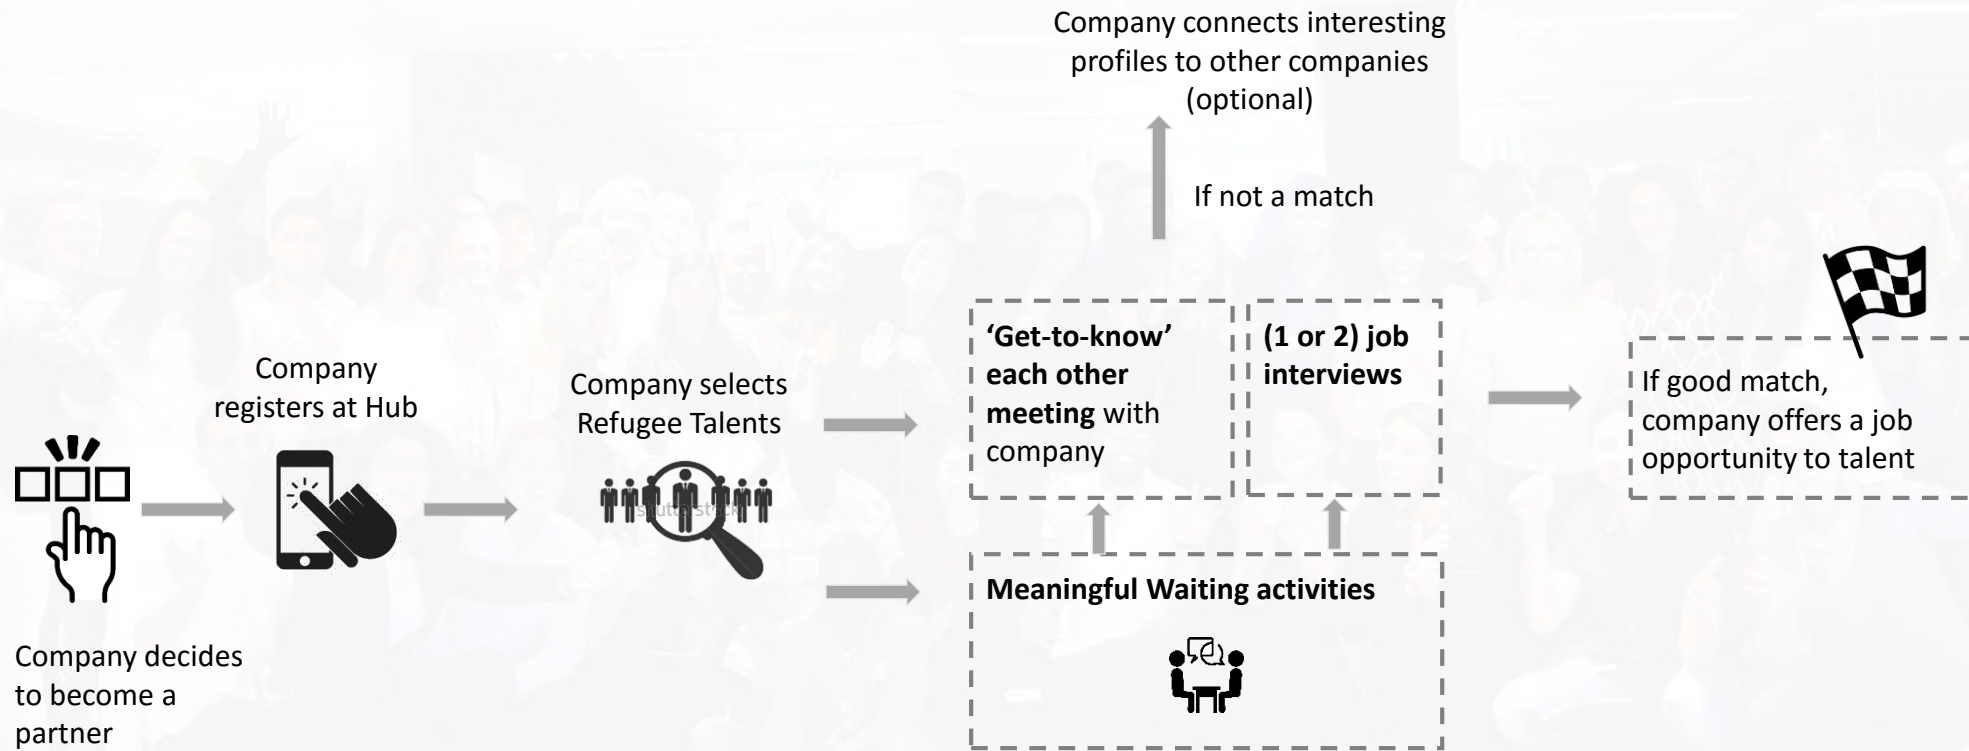 Company connects interesting
profiles to other companies
(optional)
If not a match
Company
registers at Hub
Company selects
Refugee Talents
‘Get-to-know’
each other
meeting with
company
(1 or 2) job
interviews
If good match,
company offers a job
opportunity to talent
shutterstock
Meaningful Waiting activities
Company decides
to become a
partner